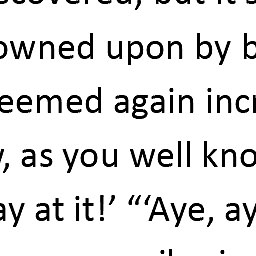 scovered, but it s
owned upon by b
eemed again incr
, as you well kno
ay at it!’ “‘Aye, ay